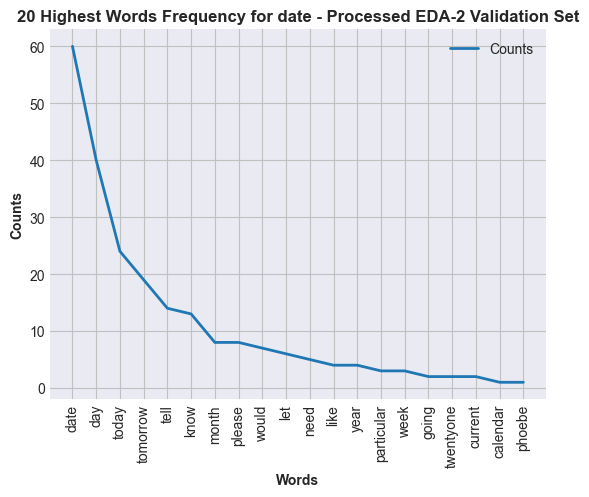 20 Highest Words Frequency for date - Processed EDA-2 Validation Set
Counts
60
50
40
30
20
10
0
Counts
date
day
today
tomorrow
tell
know
month
please
would
let
need
like
year
particular
week
going
twentyone
current
calendar
phoebe
Words